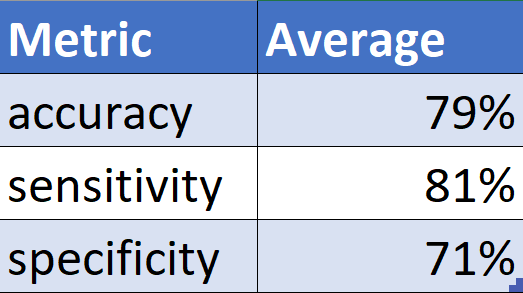 Metric Average
accuracy 79%
sensitivity 81%
specificity 71%